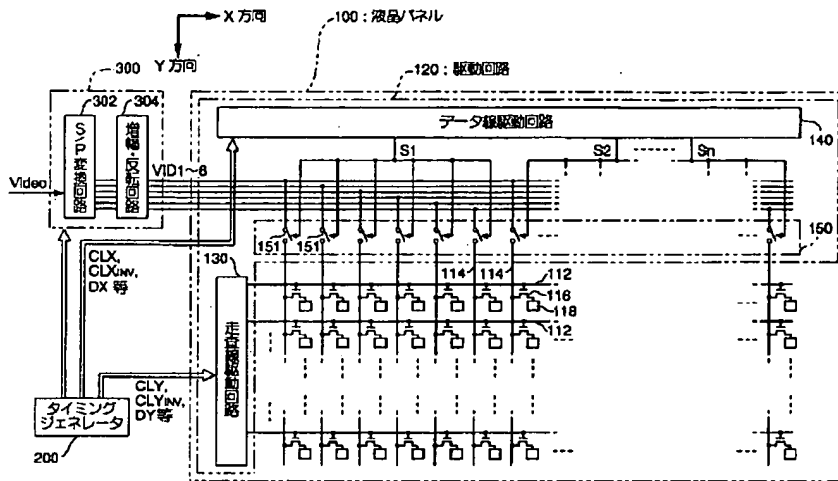 X 方向
Y 方向
100：液晶パネル
120：駆動回路
300
302
304
S/P変換回路
増幅・反転回路
データ線駆動回路
140
S1
S2
Sn
Video
VID1～6
151
151
150
130
114
114
112
116
118
112
CLX,
CLXINV,
DX 等
走査線駆動回路
CLY,
CLYINV,
DY 等
タイミング
ジェネレータ
200